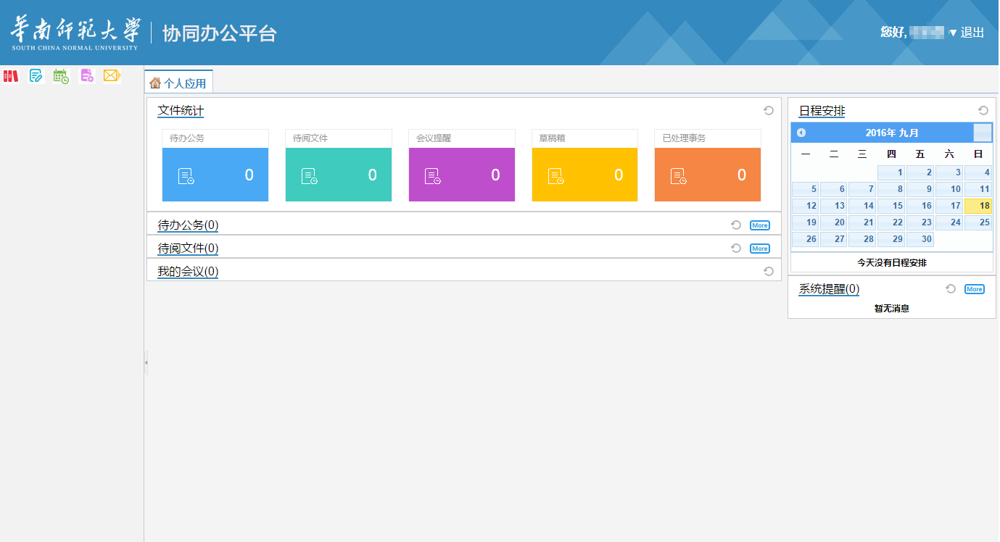 華南師範大學
SOUTH CHINA NORMAL UNIVERSITY
协同办公平台
您好, ▼ 退出
个人应用
文件统计
待办公务 待阅文件 会议提醒 草稿箱 已处理事务
0 0 0 0 0
待办公务(0) More
待阅文件(0) More
我的会议(0)
日程安排
2016年 九月
一 二 三 四 五 六 日
1 2 3 4
5 6 7 8 9 10 11
12 13 14 15 16 17 18
19 20 21 22 23 24 25
26 27 28 29 30
今天没有日程安排
系统提醒(0) More
暂无消息